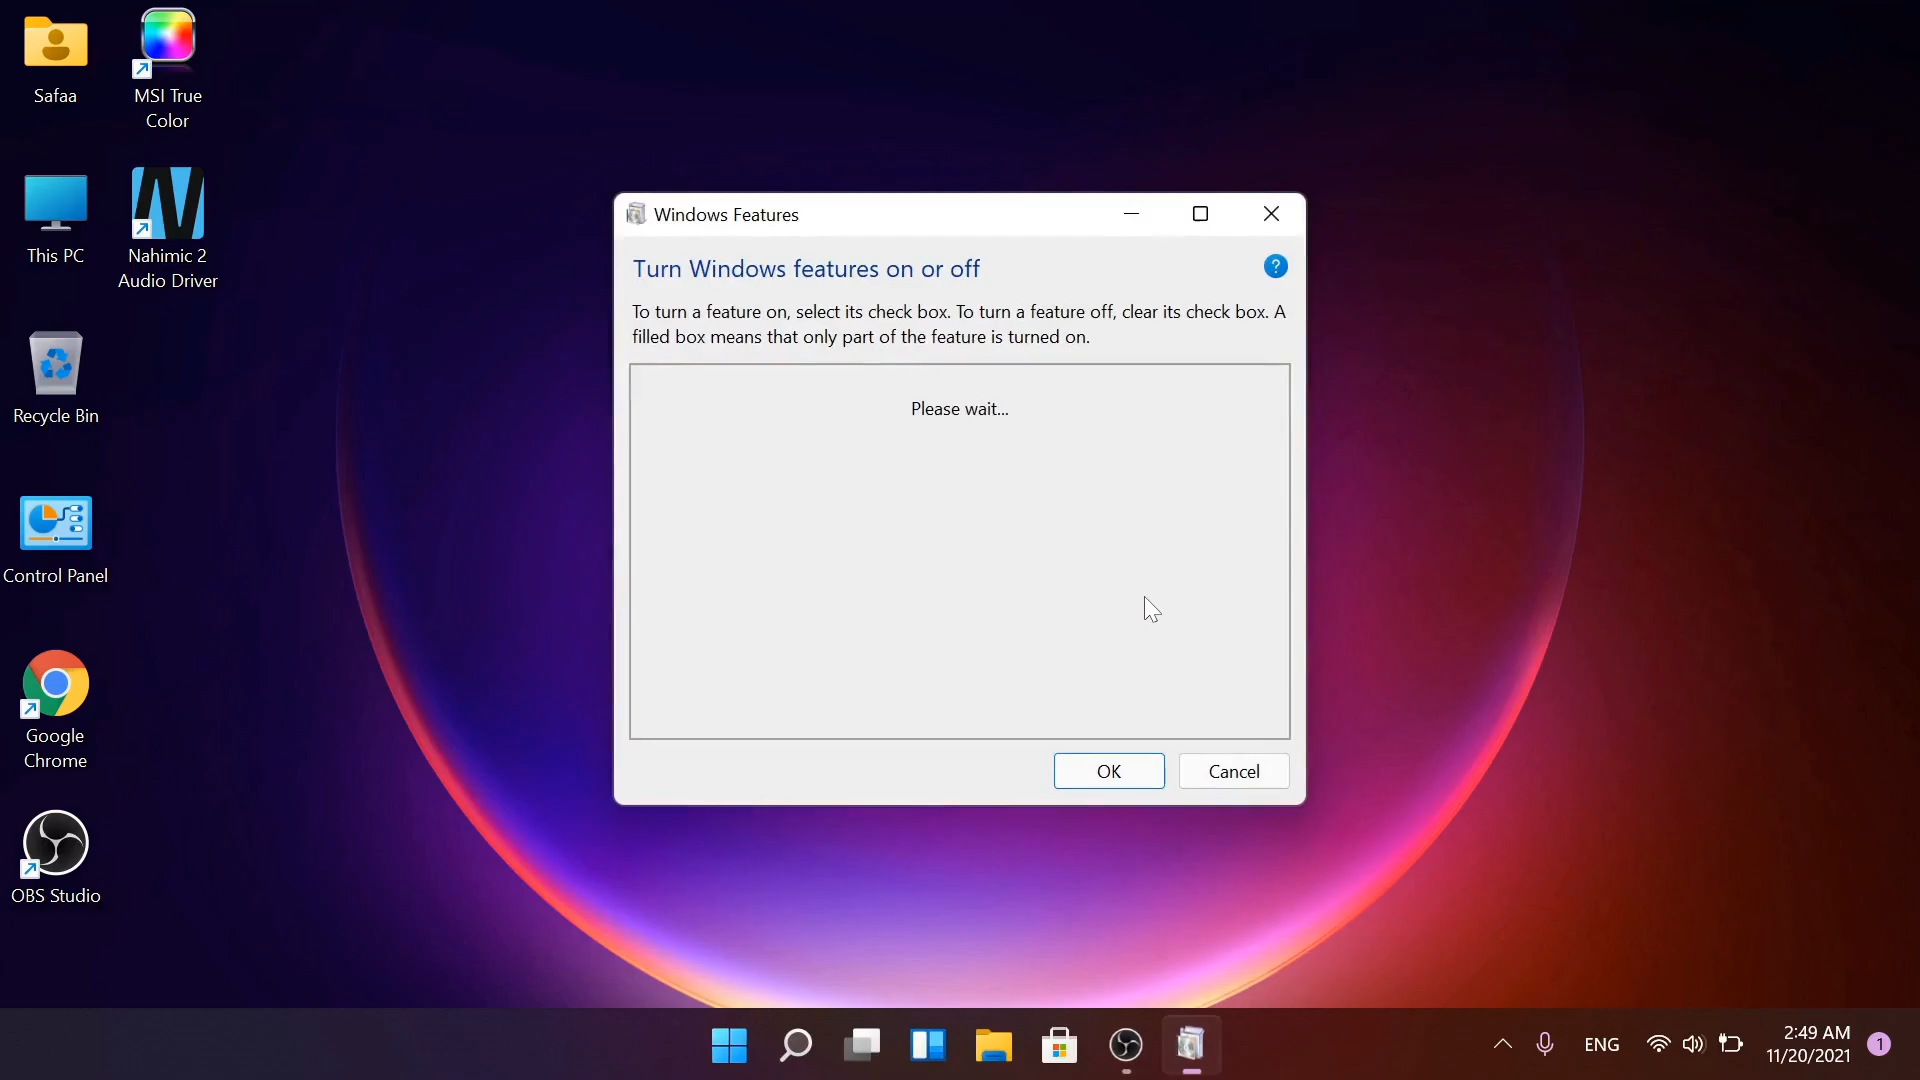 Safaa
MSI True
Color
This PC
Nahimic 2
Audio Driver
Recycle Bin
Control Panel
Google
Chrome
OBS Studio
Windows Features
Turn Windows features on or off
?
To turn a feature on, select its check box. To turn a feature off, clear its check box. A
filled box means that only part of the feature is turned on.
Please wait...
OK
Cancel
ENG
2:49 AM
11/20/2021
1